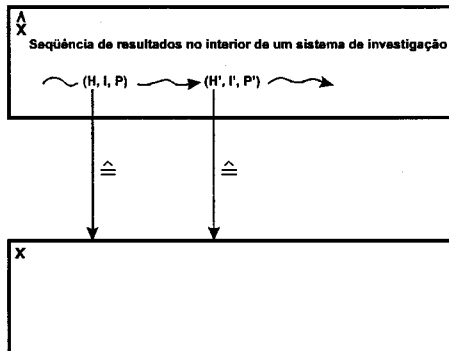 X̂
Seqüência de resultados no interior de um sistema de investigação
(H, I, P) (H', I', P')
≙ ≙
X